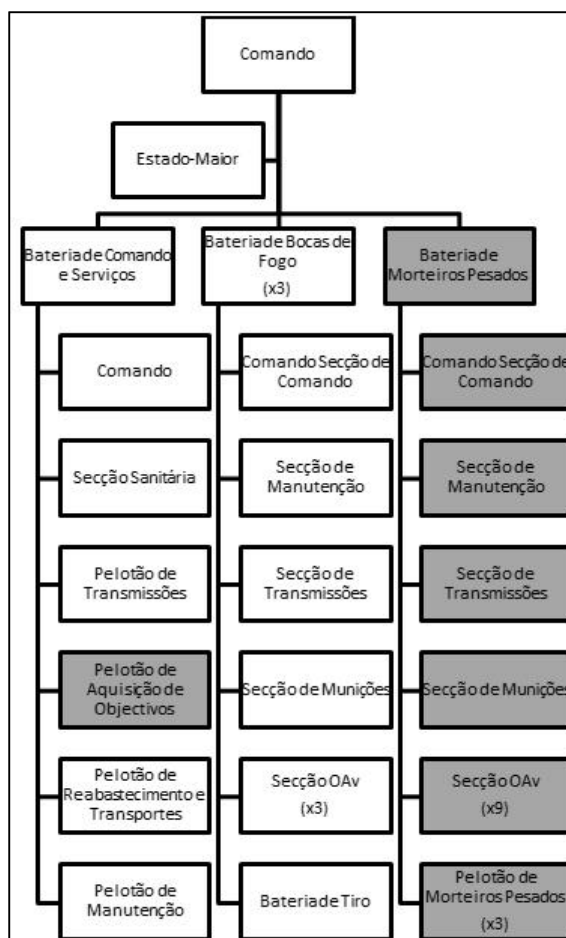 Comando
Estado-Maior
Bateria de Comando
e Serviços
Bateria de Bocas de
Fogo
(x3)
Bateria de
Morteiros Pesados
Comando
Secção Sanitária
Pelotão de
Transmissões
Pelotão de
Aquisição de
Objectivos
Pelotão de
Reabastecimento e
Transportes
Pelotão de
Manutenção
Comando Secção de
Comando
Secção de
Manutenção
Secção de
Transmissões
Secção de Munições
Secção OAv
(x3)
Bateria de Tiro
Comando Secção de
Comando
Secção de
Manutenção
Secção de
Transmissões
Secção de Munições
Secção OAv
(x9)
Pelotão de
Morteiros Pesados
(x3)